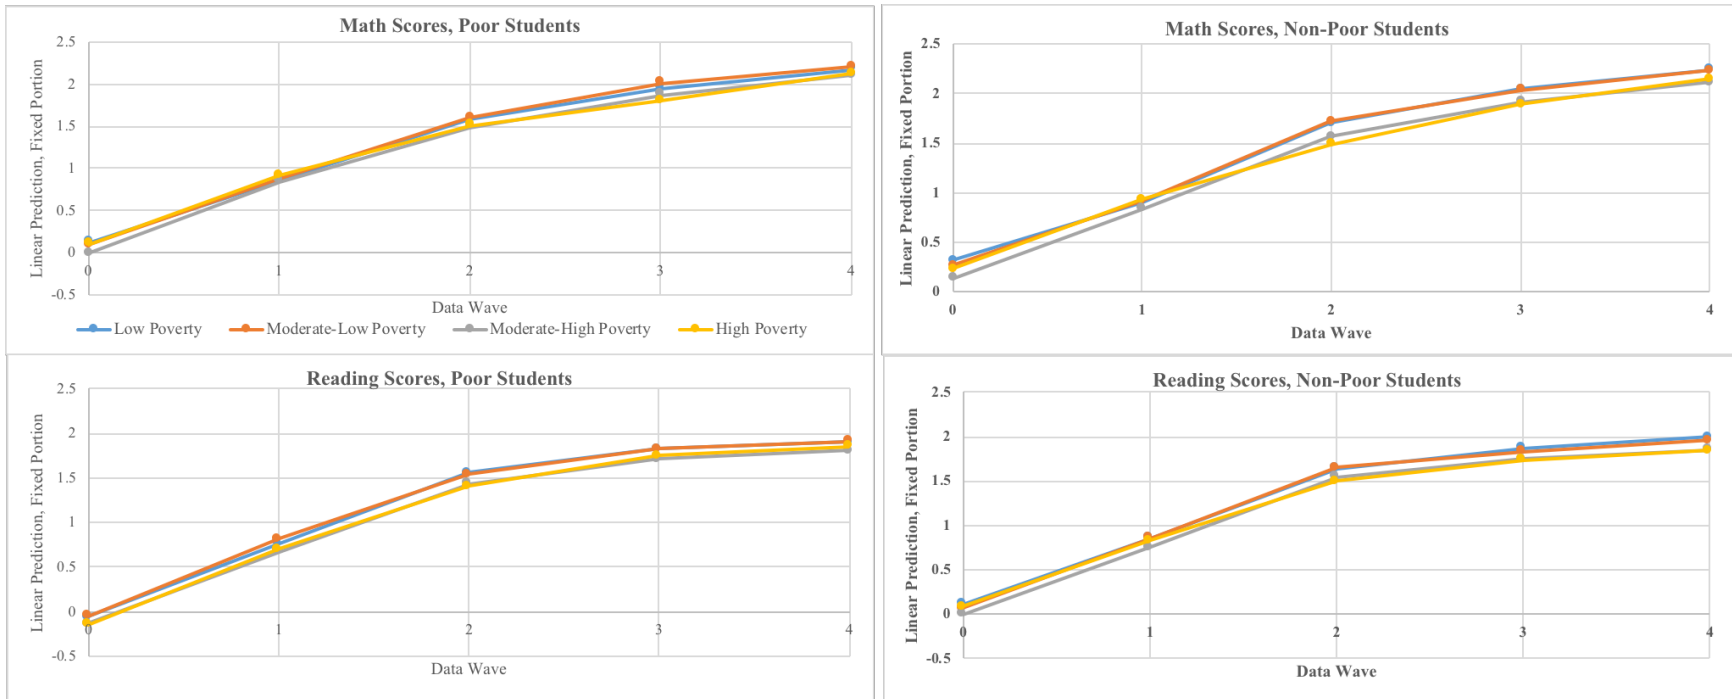 Math Scores, Poor Students
Linear Prediction, Fixed Portion
2.5
2
1.5
1
0.5
0
-0.5
0 1 2 3 4
Data Wave
Low Poverty Moderate-Low Poverty Moderate-High Poverty High Poverty
Math Scores, Non-Poor Students
Linear Prediction, Fixed Portion
2.5
2
1.5
1
0.5
0
0 1 2 3 4
Data Wave
Reading Scores, Poor Students
Linear Prediction, Fixed Portion
2.5
2
1.5
1
0.5
0
-0.5
0 1 2 3 4
Data Wave
Reading Scores, Non-Poor Students
Linear Prediction, Fixed Portion
2.5
2
1.5
1
0.5
0
-0.5
0 1 2 3 4
Data Wave